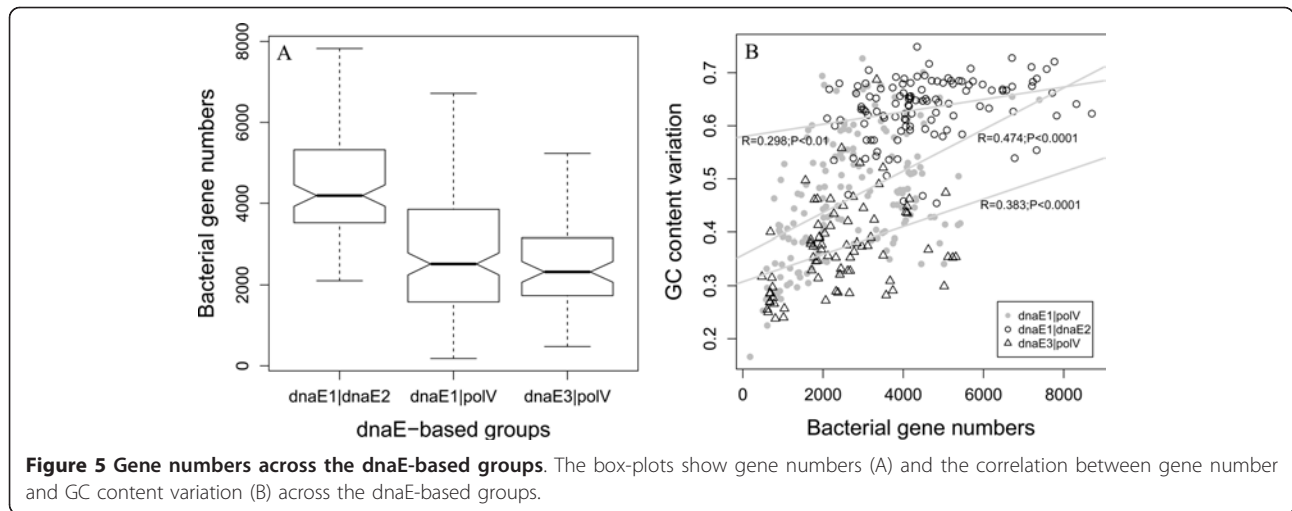 A
Bacterial gene numbers
8000
6000
4000
2000
0
dnaE1|dnaE2 dnaE1|polV dnaE3|polV
dnaE-based groups
B
GC content variation
0.7
0.6
0.5
0.4
0.3
0.2
R=0.298;P<0.01
R=0.474;P<0.0001
R=0.383;P<0.0001
dnaE1|polV
dnaE1|dnaE2
dnaE3|polV
0 2000 4000 6000 8000
Bacterial gene numbers
Figure 5 Gene numbers across the dnaE-based groups. The box-plots show gene numbers (A) and the correlation between gene number
and GC content variation (B) across the dnaE-based groups.